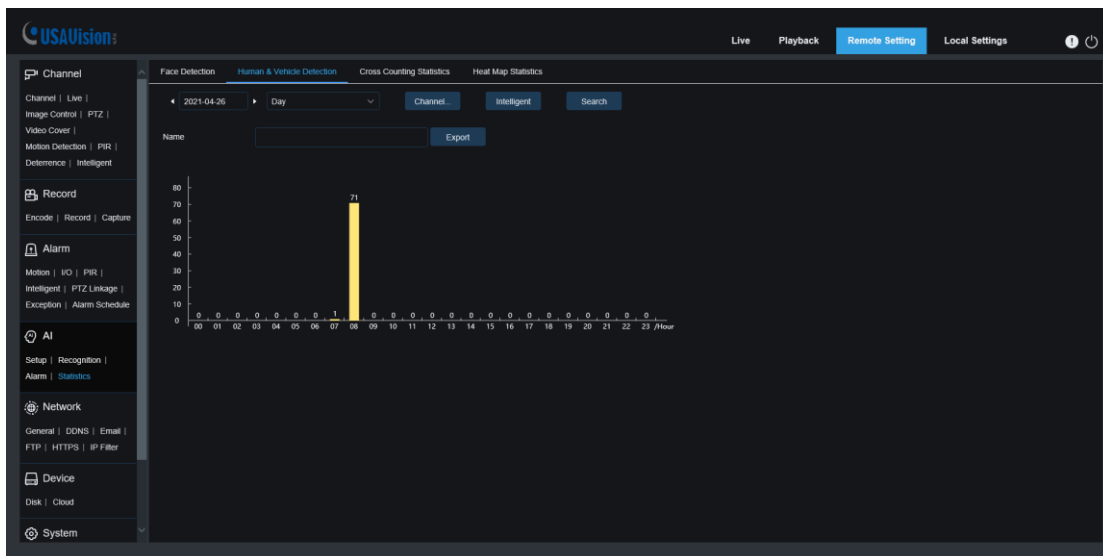 USAVision
Live Playback Remote Setting Local Settings
Channel
Channel | Live |
Image Control | PTZ |
Video Cover |
Motion Detection | PIR |
Deterrence | Intelligent
Record
Encode | Record | Capture
Alarm
Motion | I/O | PIR |
Intelligent | PTZ Linkage |
Exception | Alarm Schedule
AI
Setup | Recognition |
Alarm | Statistics
Network
General | DDNS | Email |
FTP | HTTPS | IP Filter
Device
Disk | Cloud
System
Face Detection Human & Vehicle Detection Cross Counting Statistics Heat Map Statistics
2021-04-26 Day Channel... Intelligent Search
Name Export
80
70
60
50
40
30
20
10
0
0 0 0 0 0 0 0 1 71 0 0 0 0 0 0 0 0 0 0 0 0 0 0 0
00 01 02 03 04 05 06 07 08 09 10 11 12 13 14 15 16 17 18 19 20 21 22 23 /Hour